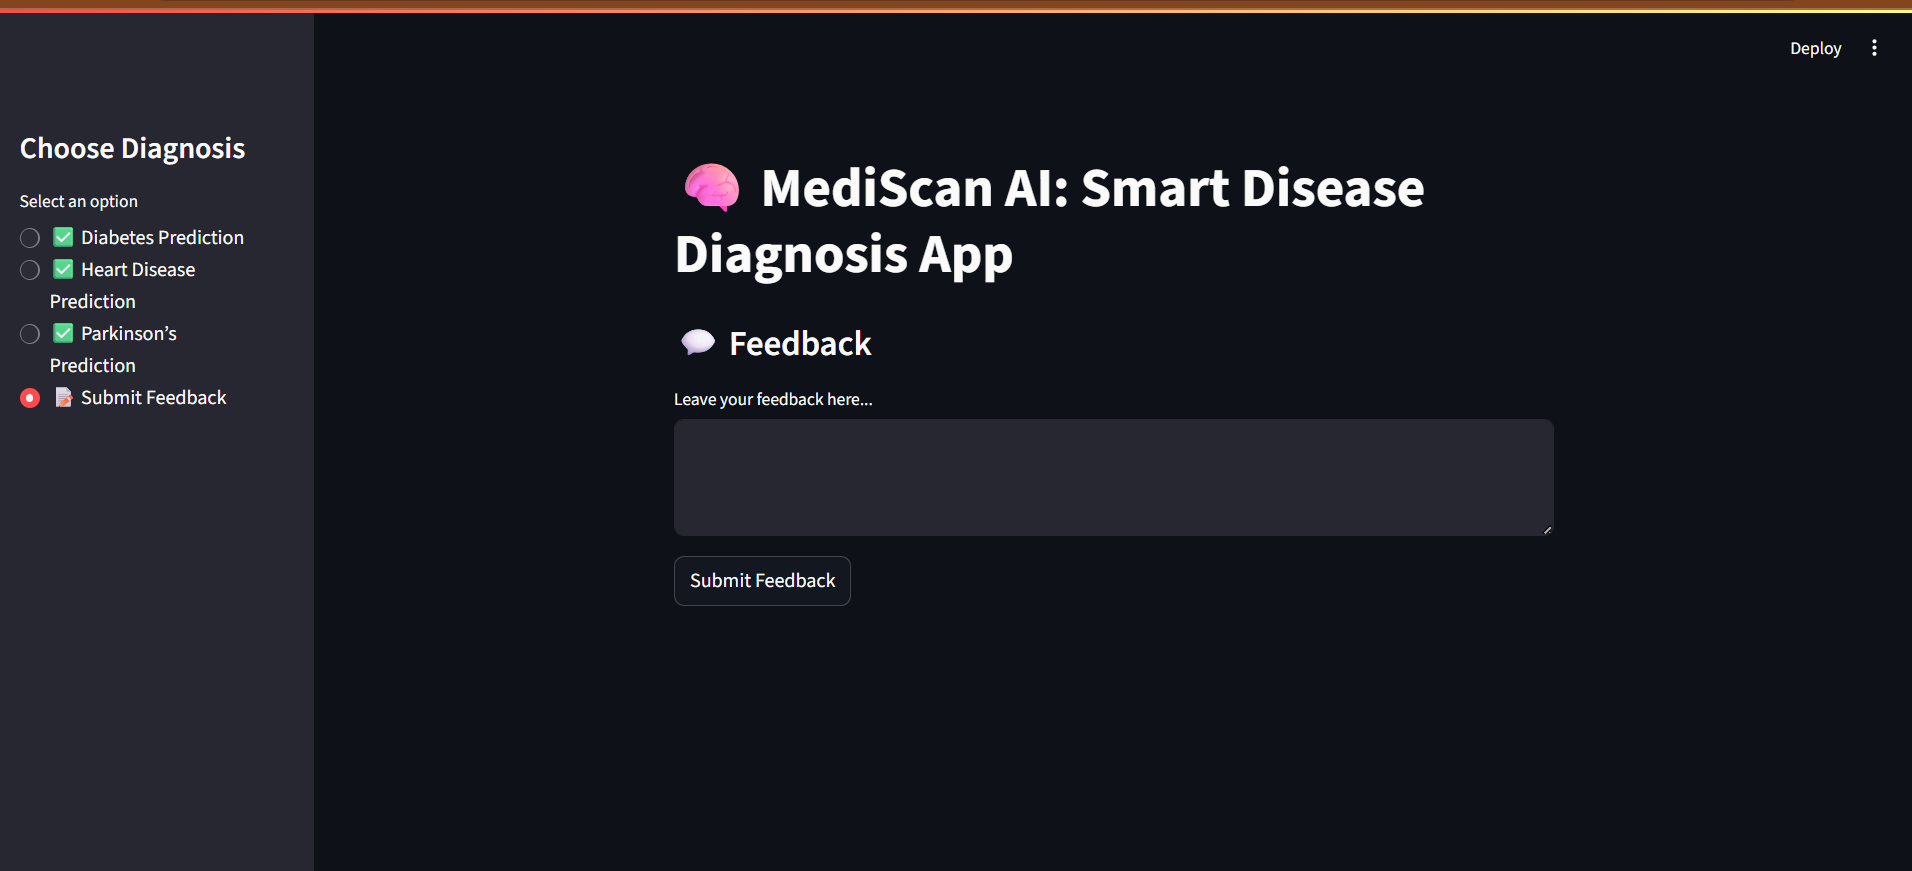 Deploy
Choose Diagnosis
Select an option
✅ Diabetes Prediction
✅ Heart Disease
Prediction
✅ Parkinson’s
Prediction
📝 Submit Feedback
🧠 MediScan AI: Smart Disease
Diagnosis App
💬 Feedback
Leave your feedback here...
Submit Feedback